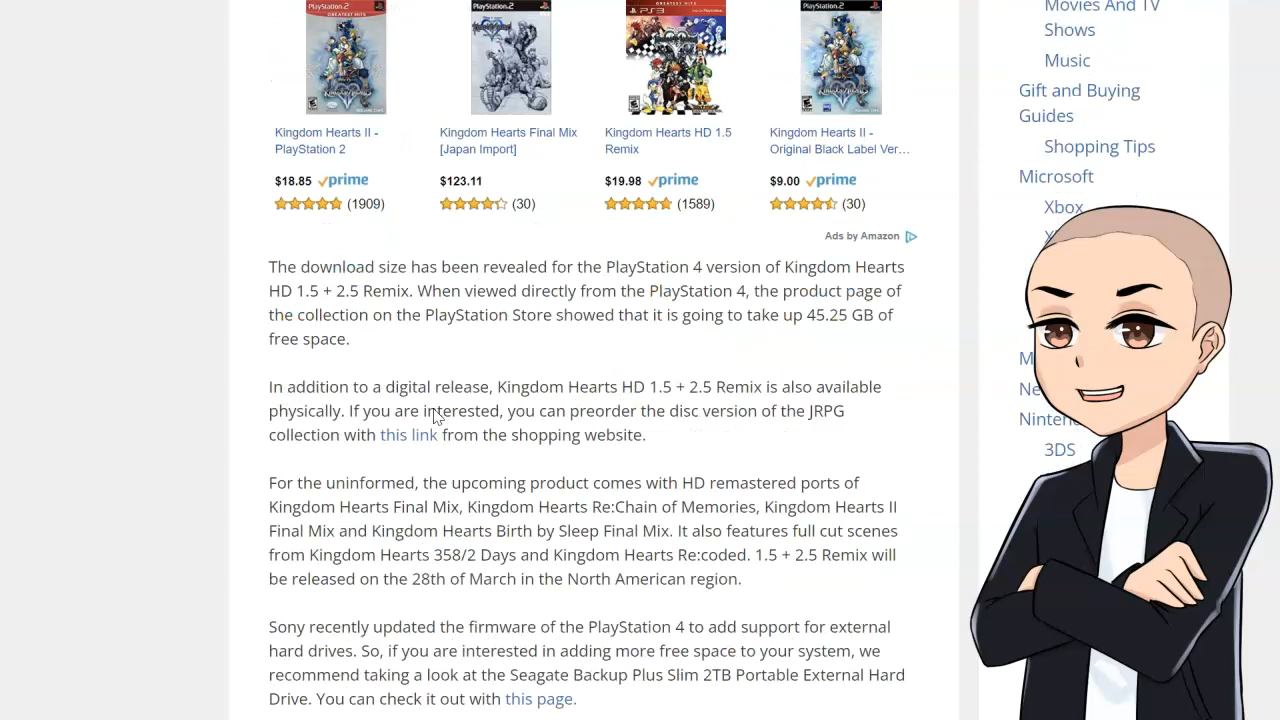 PlayStation 2
GREATEST HITS
PlayStation 2
GREATEST HITS
PS3
PlayStation 2
Kingdom Hearts II -
PlayStation 2
Kingdom Hearts Final Mix
[Japan Import]
Kingdom Hearts HD 1.5
Remix
Kingdom Hearts II -
Original Black Label Ver…
$18.85 prime
$123.11
$19.98 prime
$9.00 prime
(1909)
(30)
(1589)
(30)
Ads by Amazon
The download size has been revealed for the PlayStation 4 version of Kingdom Hearts
HD 1.5 + 2.5 Remix. When viewed directly from the PlayStation 4, the product page of
the collection on the PlayStation Store showed that it is going to take up 45.25 GB of
free space.
In addition to a digital release, Kingdom Hearts HD 1.5 + 2.5 Remix is also available
physically. If you are interested, you can preorder the disc version of the JRPG
collection with this link from the shopping website.
For the uninformed, the upcoming product comes with HD remastered ports of
Kingdom Hearts Final Mix, Kingdom Hearts Re:Chain of Memories, Kingdom Hearts II
Final Mix and Kingdom Hearts Birth by Sleep Final Mix. It also features full cut scenes
from Kingdom Hearts 358/2 Days and Kingdom Hearts Re:coded. 1.5 + 2.5 Remix will
be released on the 28th of March in the North American region.
Sony recently updated the firmware of the PlayStation 4 to add support for external
hard drives. So, if you are interested in adding more free space to your system, we
recommend taking a look at the Seagate Backup Plus Slim 2TB Portable External Hard
Drive. You can check it out with this page.
Movies And TV
Shows
Music
Gift and Buying
Guides
Shopping Tips
Microsoft
Xbox
M
Ne
Ninten
3DS